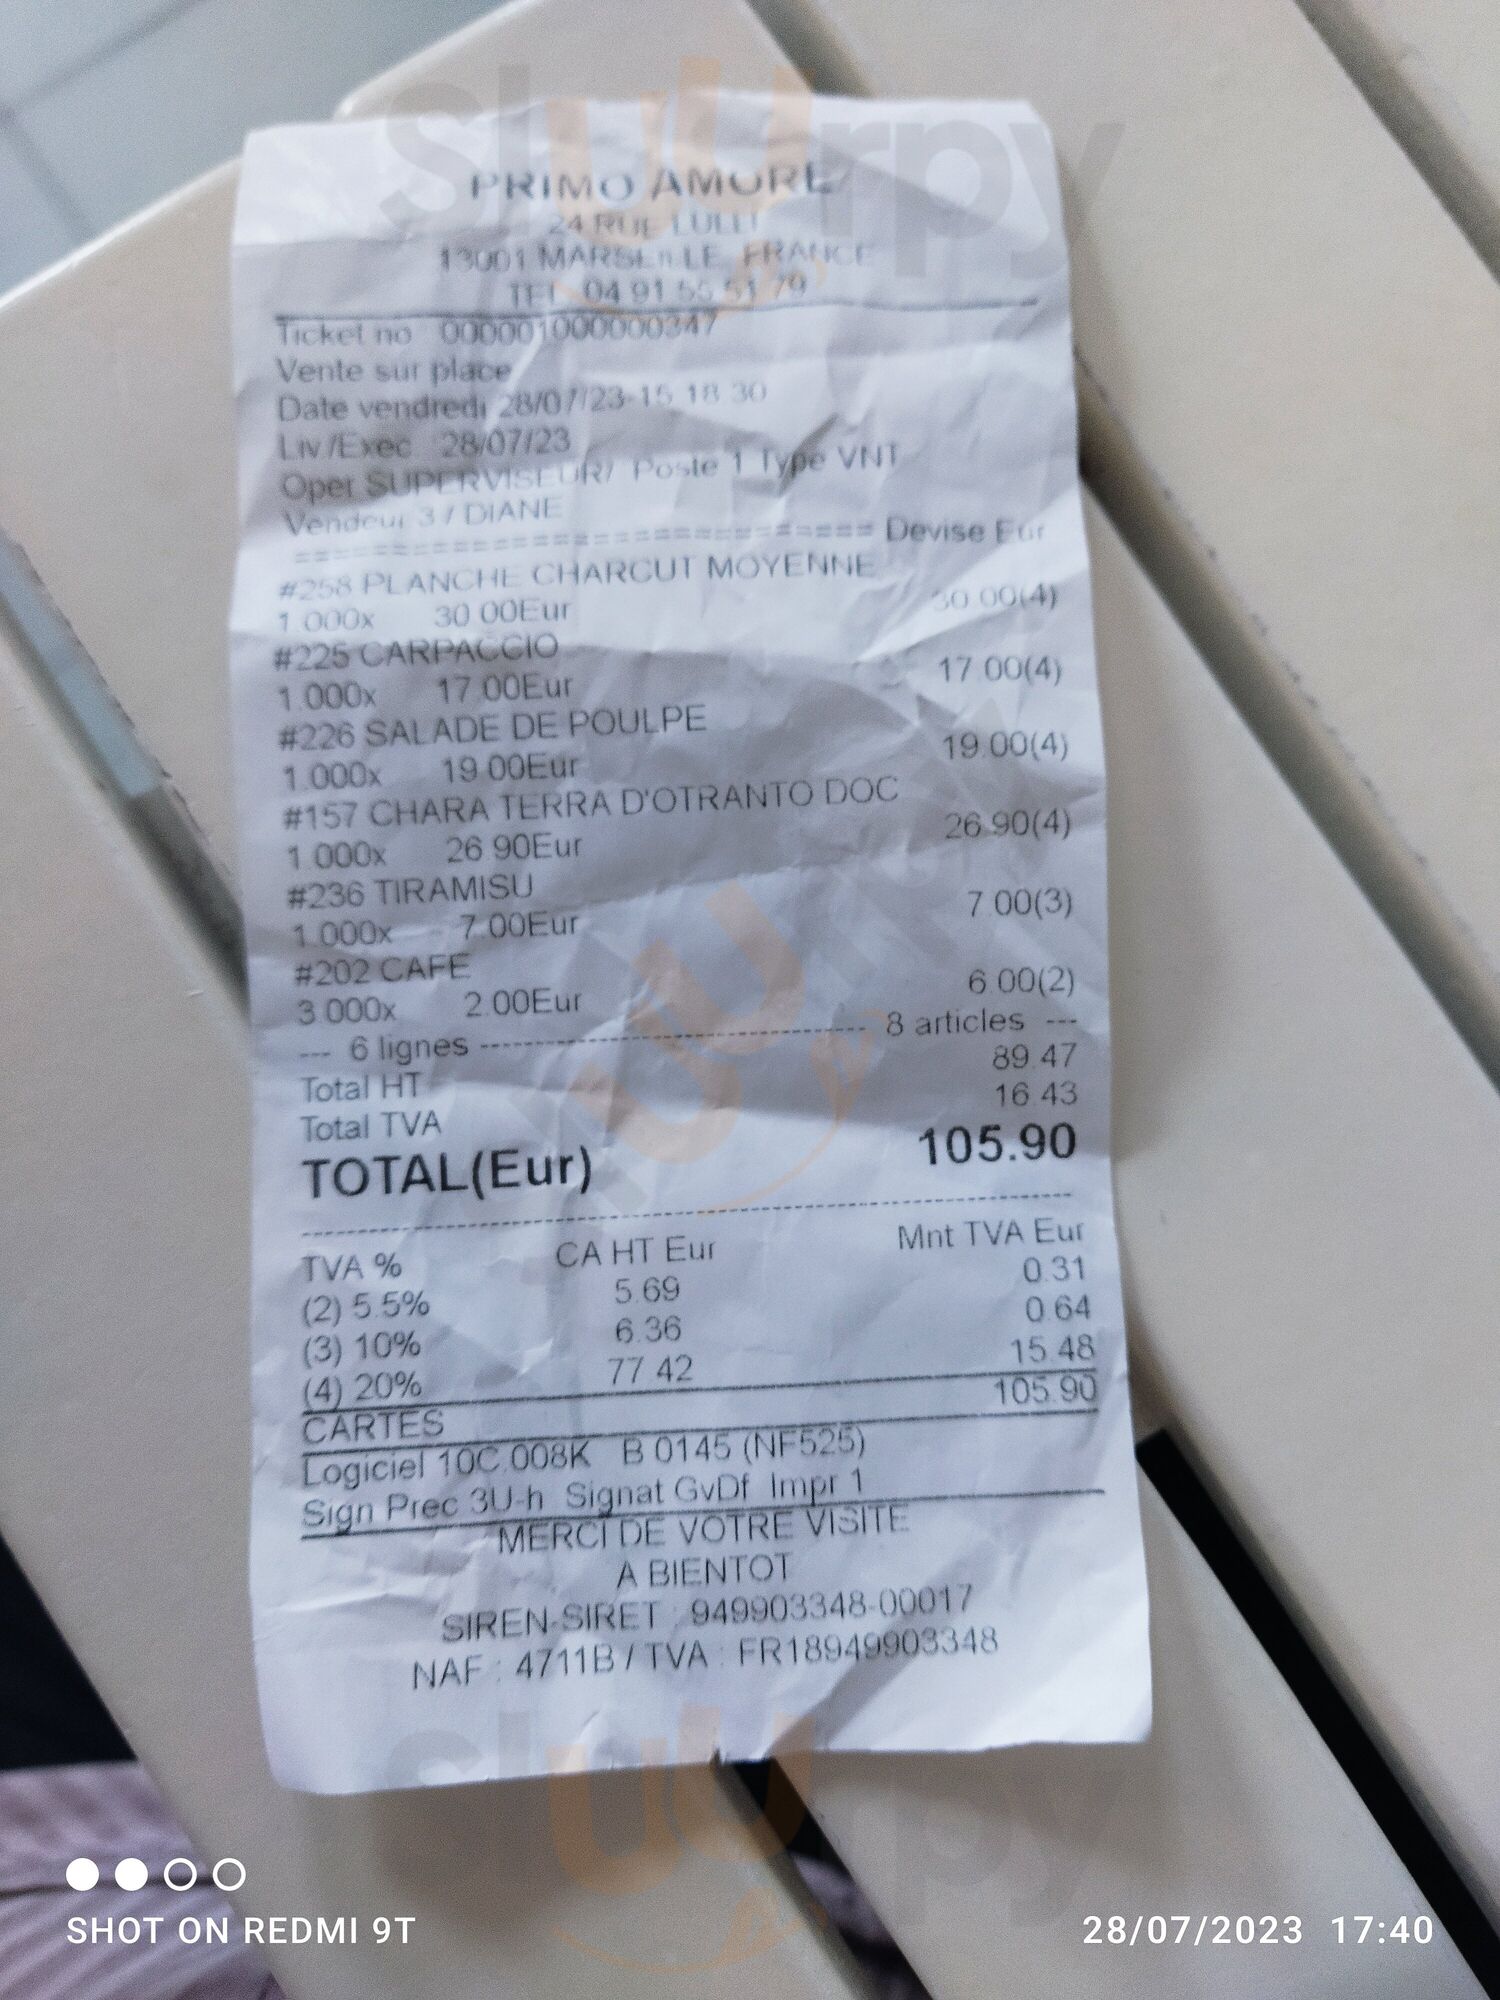 PRIMO AMORE
24 RUE LULLI
13001 MARSEILLE, FRANCE
TEL 04 91 55 51 79
Ticket no 000001000000347
Vente sur place
Date vendredi 28/07/23-15 18 30
Liv./Exec 28/07/23
Oper SUPERVISEUR/ Poste 1 Type VNT
Vendeur 3 / DIANE
============================ Devise Eur
#258 PLANCHE CHARCUT MOYENNE
1.000x 30.00Eur 30.00(4)
#225 CARPACCIO
1.000x 17.00Eur 17.00(4)
#226 SALADE DE POULPE
1.000x 19.00Eur 19.00(4)
#157 CHARA TERRA D'OTRANTO DOC
1.000x 26.90Eur 26.90(4)
#236 TIRAMISU
1.000x 7.00Eur 7.00(3)
#202 CAFE
3.000x 2.00Eur 6.00(2)
--- 6 lignes ------------------------------ 8 articles ---
Total HT 89.47
Total TVA 16.43
TOTAL(Eur) 105.90
TVA % CA HT Eur Mnt TVA Eur
(2) 5.5% 5.69 0.31
(3) 10% 6.36 0.64
(4) 20% 77.42 15.48
CARTES 105.90
Logiciel 10C.008K B 0145 (NF525)
Sign Prec 3U-h Signat GvDf Impr 1
MERCI DE VOTRE VISITE
A BIENTOT
SIREN-SIRET : 949903348-00017
NAF : 4711B / TVA : FR18949903348
sluurpy
sluurpy
sluurpy
SHOT ON REDMI 9T
28/07/2023 17:40